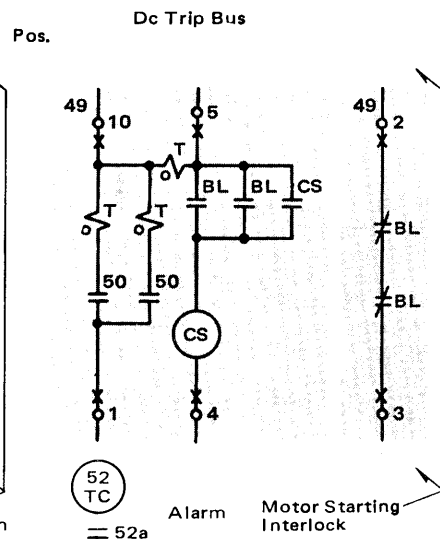 Dc Trip Bus
Pos.
49
10
5
49
2
T
BL
BL
CS
T
T
BL
50
50
BL
CS
1
4
3
52
TC
Alarm
Motor Starting
Interlock
52a